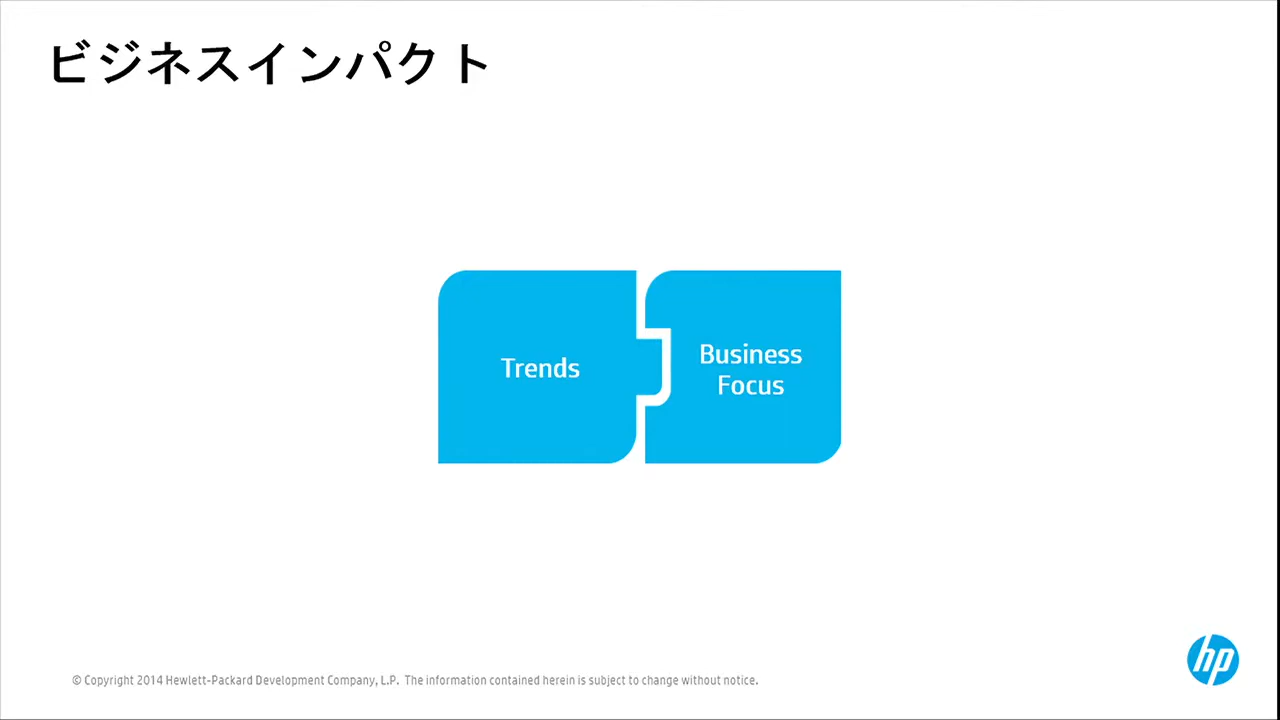 ビジネスインパクト
Trends
Business
Focus
hp
© Copyright 2014 Hewlett-Packard Development Company, L.P. The information contained herein is subject to change without notice.